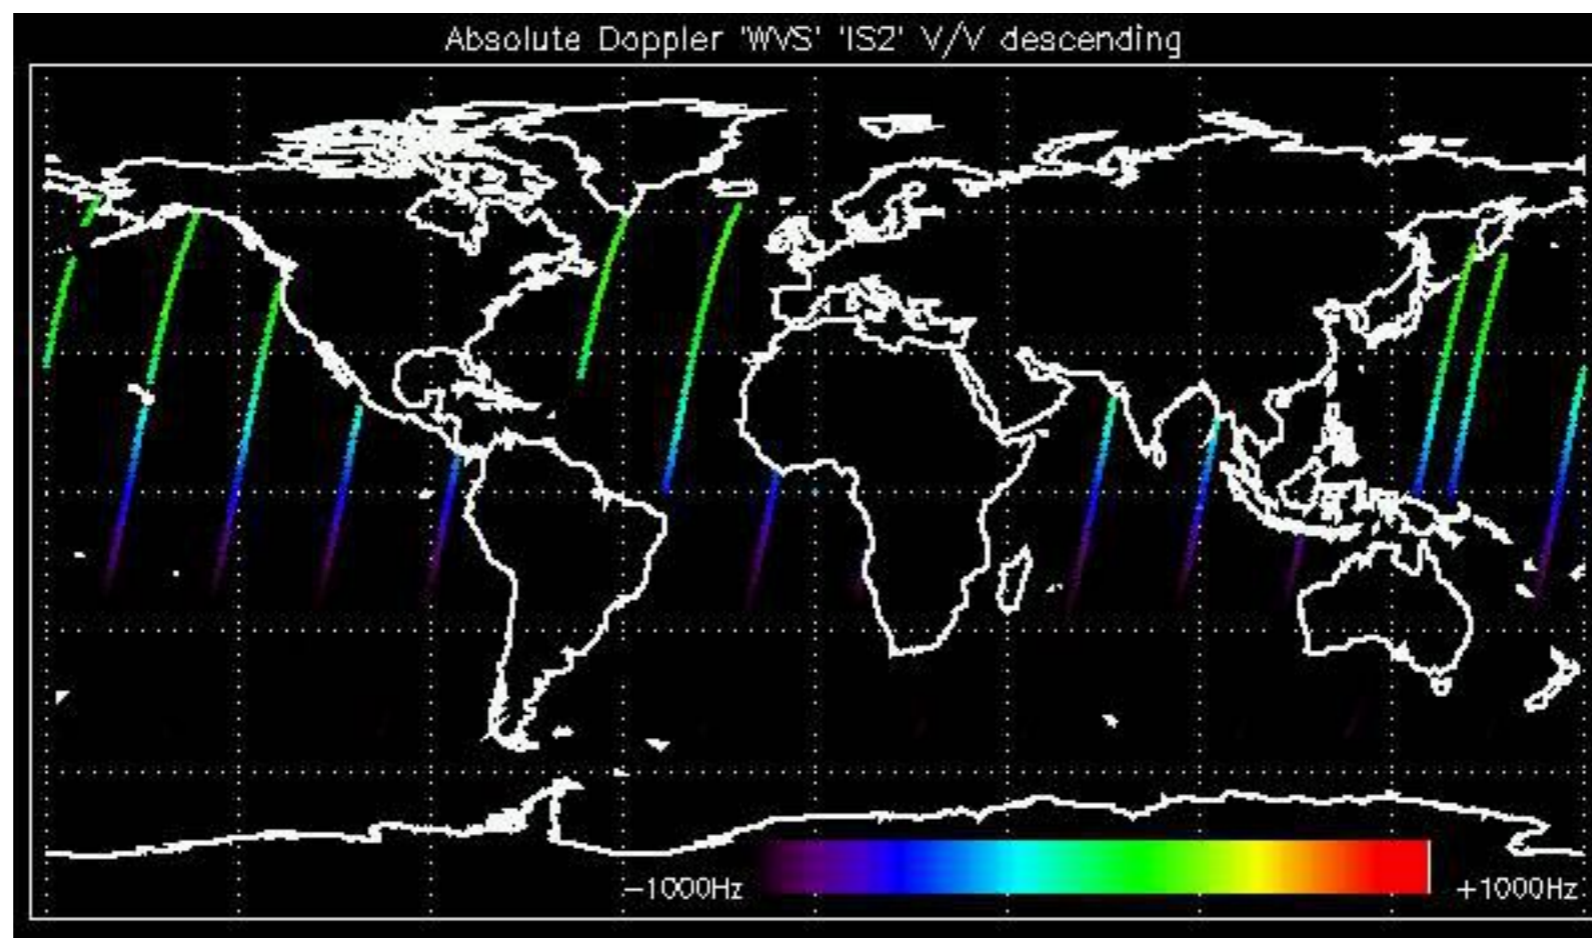 Absolute Doppler 'WVS' 'IS2' V/V descending
−1000Hz +1000Hz